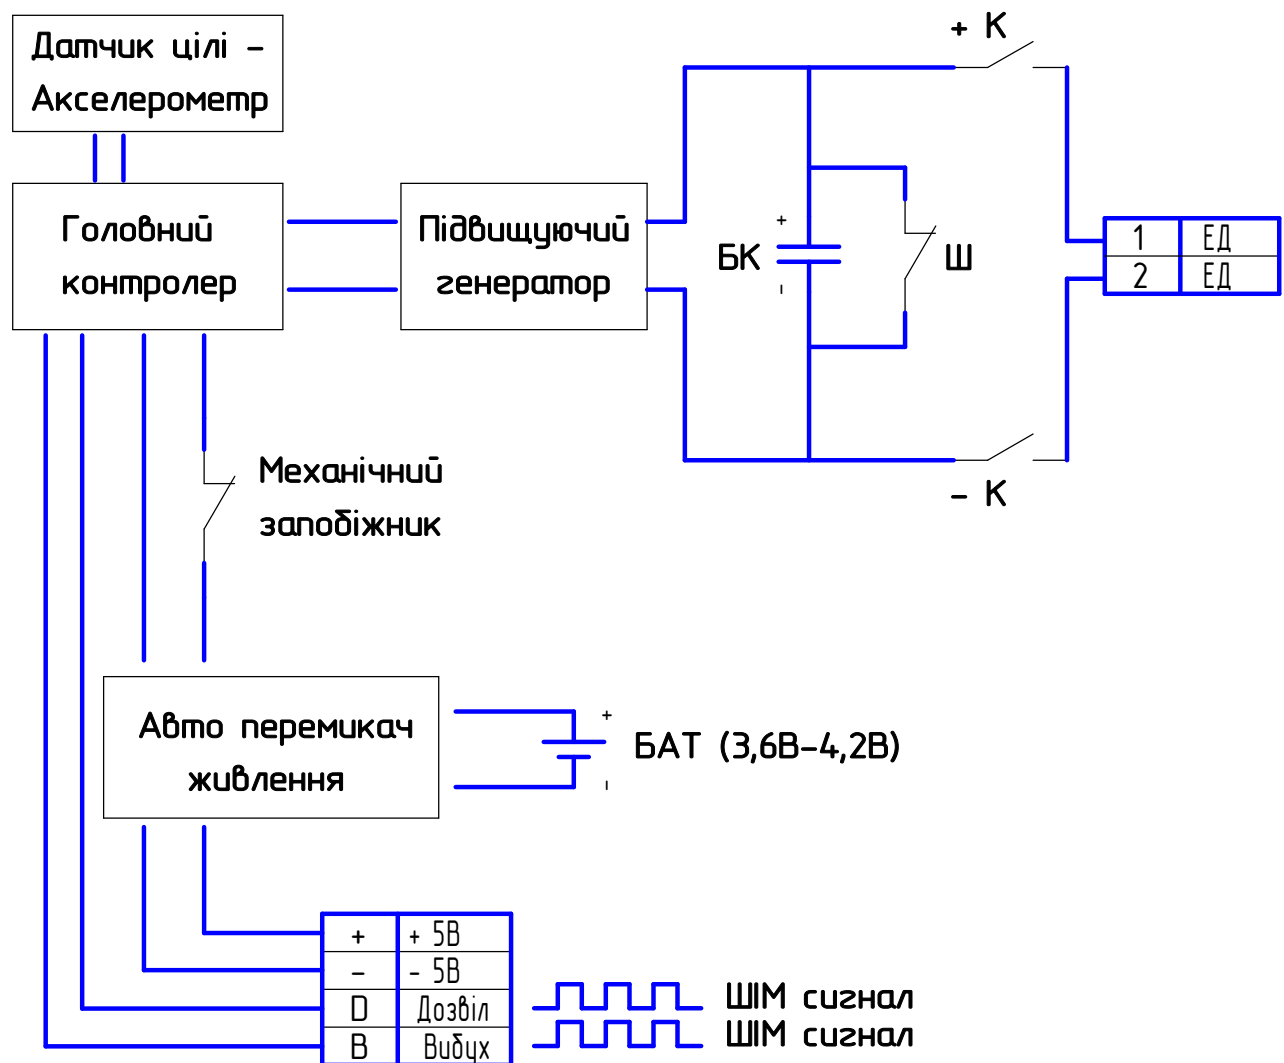 Датчик цілі –
Акселерометр
+ К
Головний
контролер
Підвищуючий
генератор
+
БК
–
Ш
1 ЕД
2 ЕД
– К
Механічний
запобіжник
Авто перемикач
живлення
+
БАТ (3,6В–4,2В)
–
+ + 5В
– – 5В
D Дозвіл
B Вибух
ШІМ сигнал
ШІМ сигнал